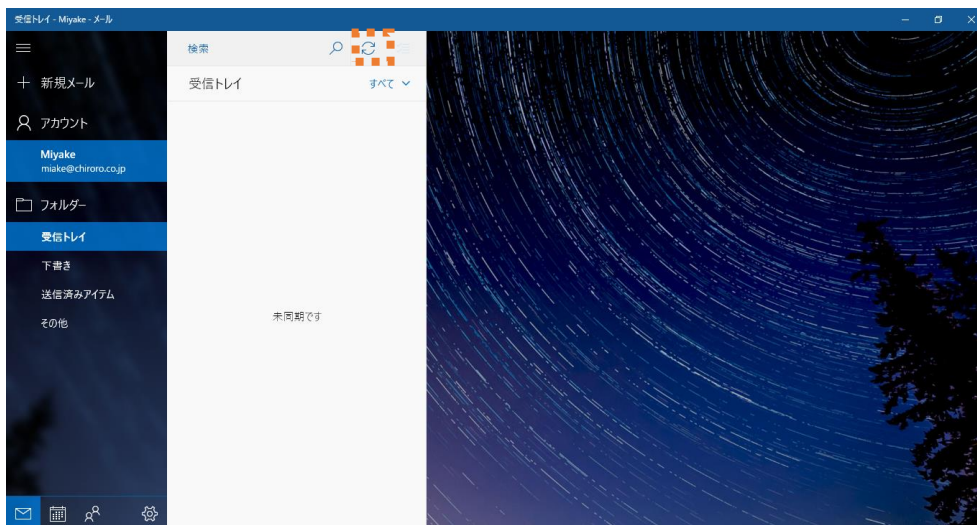 受信トレイ - Miyake - メール
検索
新規メール
受信トレイ
すべて
アカウント
Miyake
miake@chiroro.co.jp
フォルダー
受信トレイ
下書き
送信済みアイテム
その他
未同期です